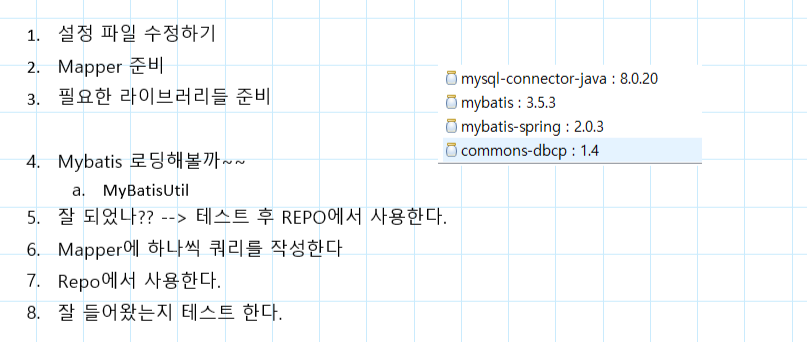 1. 설정 파일 수정하기
2. Mapper 준비
3. 필요한 라이브러리들 준비
mysql-connector-java : 8.0.20
mybatis : 3.5.3
mybatis-spring : 2.0.3
commons-dbcp : 1.4
4. Mybatis 로딩해볼까~~
a. MyBatisUtil
5. 잘 되었나?? --> 테스트 후 REPO에서 사용한다.
6. Mapper에 하나씩 쿼리를 작성한다
7. Repo에서 사용한다.
8. 잘 들어왔는지 테스트 한다.